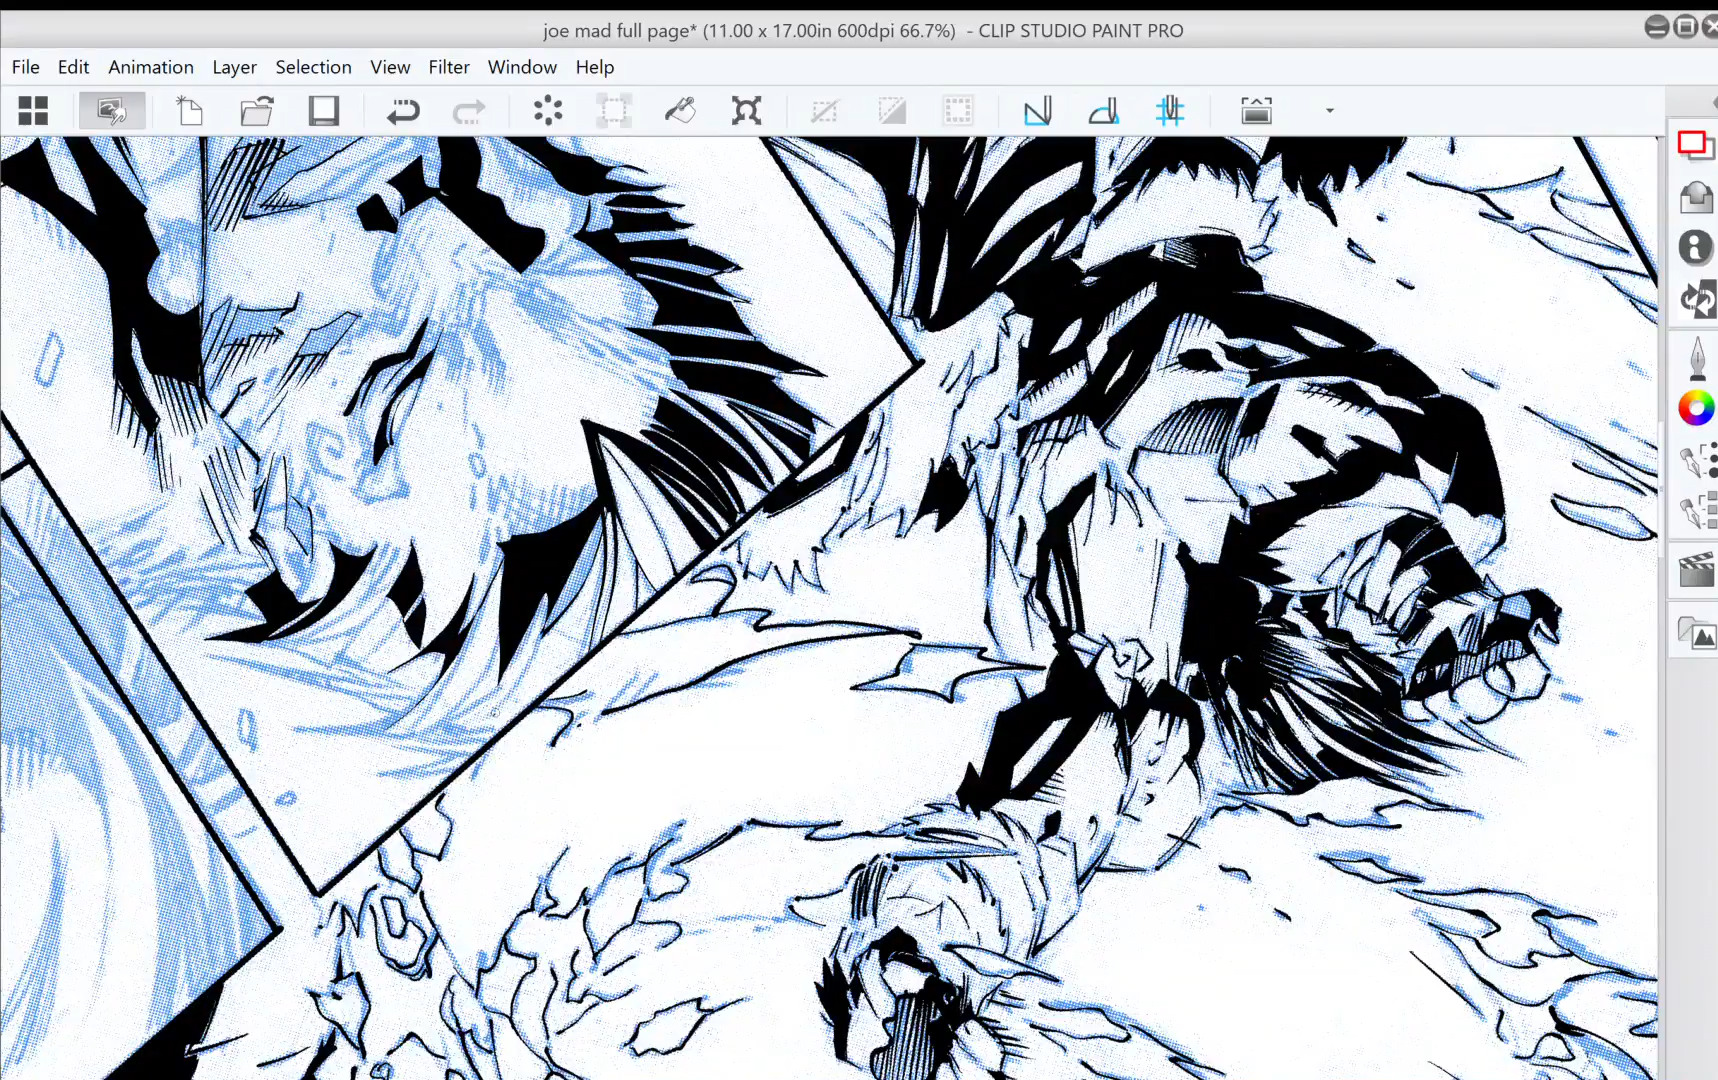 joe mad full page* (11.00 x 17.00in 600dpi 66.7%) - CLIP STUDIO PAINT PRO
File Edit Animation Layer Selection View Filter Window Help